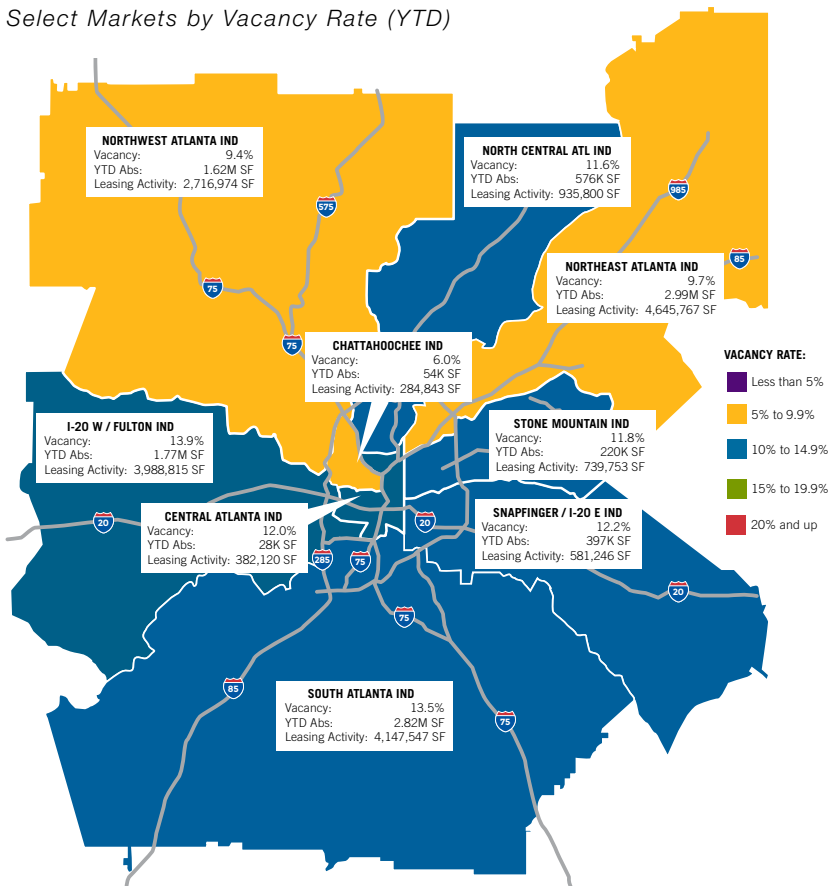 Select Markets by Vacancy Rate (YTD)
NORTHWEST ATLANTA IND
Vacancy: 9.4%
YTD Abs: 1.62M SF
Leasing Activity: 2,716,974 SF
NORTH CENTRAL ATL IND
Vacancy: 11.6%
YTD Abs: 576K SF
Leasing Activity: 935,800 SF
985
575
85
NORTHEAST ATLANTA IND
Vacancy: 9.7%
YTD Abs: 2.99M SF
Leasing Activity: 4,645,767 SF
75
75
CHATTAHOOCHEE IND
Vacancy: 6.0%
YTD Abs: 54K SF
Leasing Activity: 284,843 SF
VACANCY RATE:
Less than 5%
5% to 9.9%
10% to 14.9%
15% to 19.9%
20% and up
I-20 W / FULTON IND
Vacancy: 13.9%
YTD Abs: 1.77M SF
Leasing Activity: 3,988,815 SF
STONE MOUNTAIN IND
Vacancy: 11.8%
YTD Abs: 220K SF
Leasing Activity: 739,753 SF
CENTRAL ATLANTA IND
Vacancy: 12.0%
YTD Abs: 28K SF
Leasing Activity: 382,120 SF
SNAPFINGER / I-20 E IND
Vacancy: 12.2%
YTD Abs: 397K SF
Leasing Activity: 581,246 SF
20
20
285
75
20
75
85
SOUTH ATLANTA IND
Vacancy: 13.5%
YTD Abs: 2.82M SF
Leasing Activity: 4,147,547 SF
75